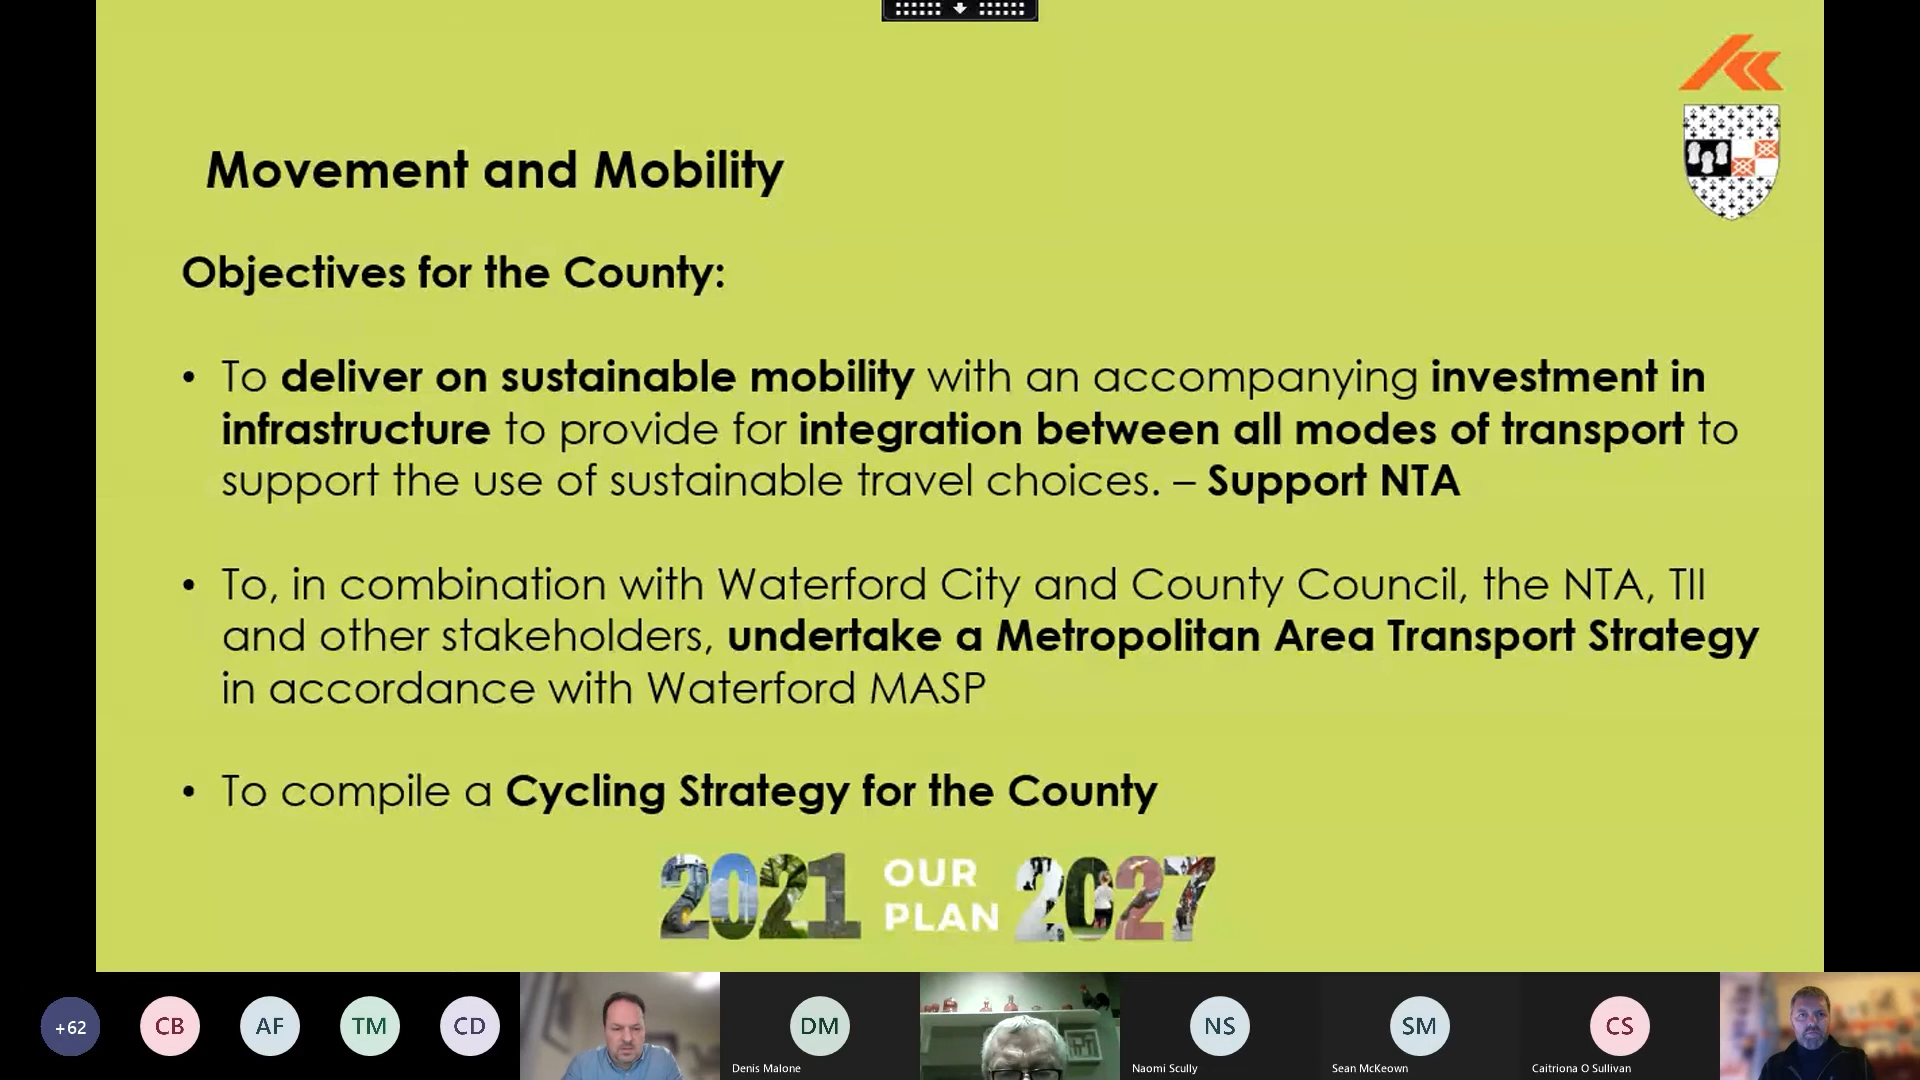 Movement and Mobility
Objectives for the County:
• To deliver on sustainable mobility with an accompanying investment in
infrastructure to provide for integration between all modes of transport to
support the use of sustainable travel choices. – Support NTA
• To, in combination with Waterford City and County Council, the NTA, TII
and other stakeholders, undertake a Metropolitan Area Transport Strategy
in accordance with Waterford MASP
• To compile a Cycling Strategy for the County
2021 OUR PLAN 2027
+62
CB
AF
TM
CD
DM
NS
SM
CS
Denis Malone
Naomi Scully
Sean McKeown
Caitriona O Sullivan